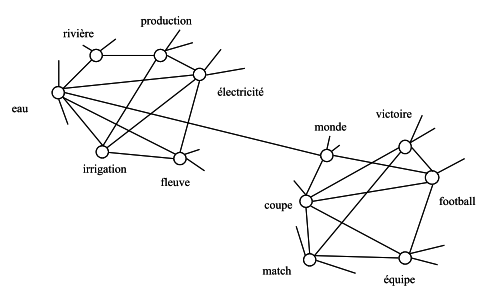 production
rivière
électricité
eau
victoire
monde
irrigation
fleuve
football
coupe
match
équipe